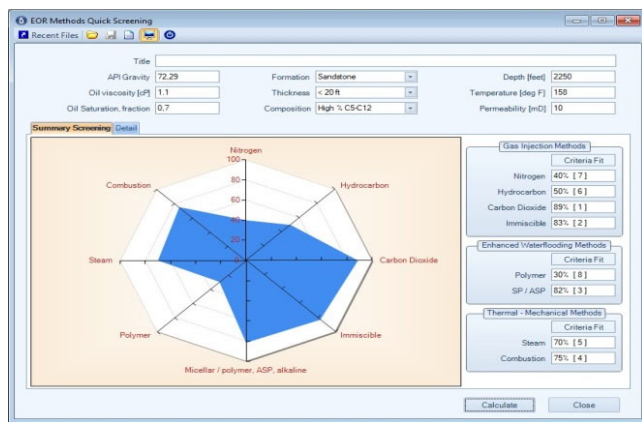 EOR Methods Quick Screening
Recent Files
Title
API Gravity 72,29 Formation Sandstone Depth [feet] 2250
Oil viscosity [cP] 1.1 Thickness < 20 ft Temperature [deg F] 158
Oil Saturation, fraction 0,7 Composition High % C5-C12 Permeability [mD] 10
Summary Screening Detail
Nitrogen
100
80
60
40
20
0
Hydrocarbon
Carbon Dioxide
Immiscible
Micellar / polymer, ASP, alkaline
Polymer
Steam
Combustion
Gas Injection Methods
Criteria Fit
Nitrogen 40% [ 7 ]
Hydrocarbon 50% [ 6 ]
Carbon Dioxide 89% [ 1 ]
Immiscible 83% [ 2 ]
Enhanced Waterflooding Methods
Criteria Fit
Polymer 30% [ 8 ]
SP / ASP 82% [ 3 ]
Thermal - Mechanical Methods
Criteria Fit
Steam 70% [ 5 ]
Combustion 75% [ 4 ]
Calculate Close